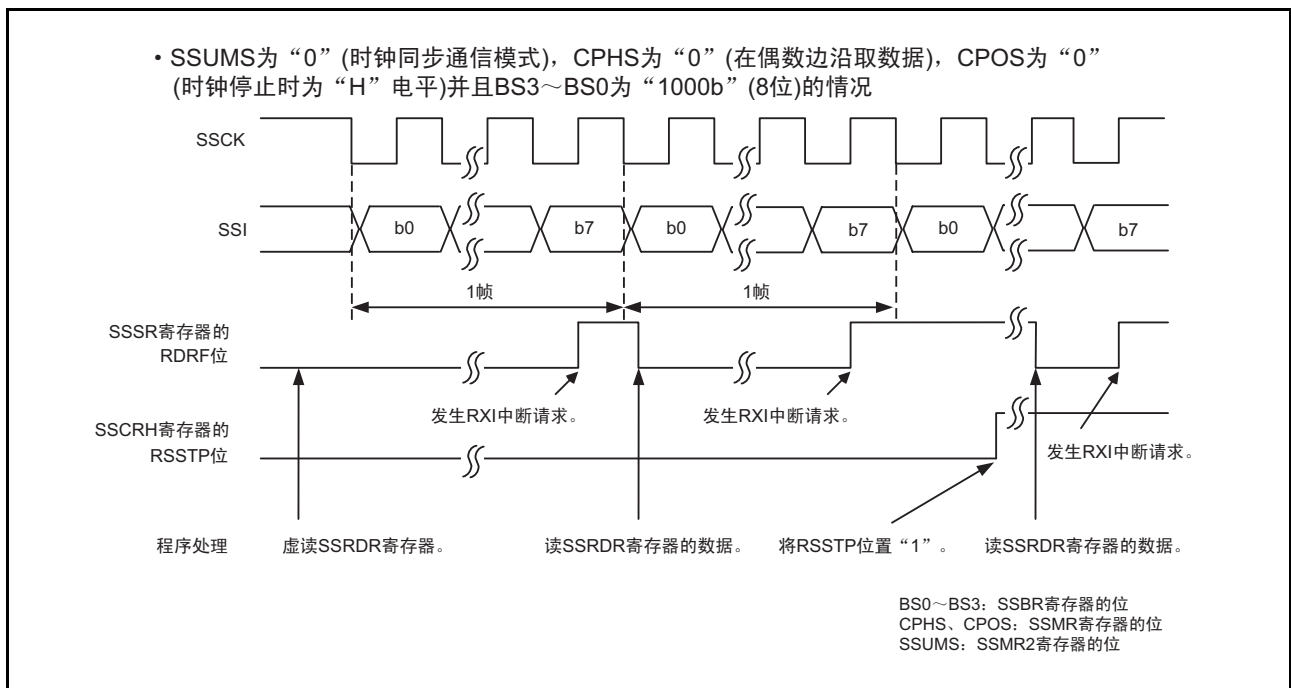 • SSUMS为“0”(时钟同步通信模式)，CPHS为“0”(在偶数边沿取数据)，CPOS为“0”
(时钟停止时为“H”电平)并且BS3～BS0为“1000b”(8位)的情况
SSCK
SSI
b0
b7
b0
b7
b0
b7
1帧
1帧
SSSR寄存器的
RDRF位
发生RXI中断请求。
发生RXI中断请求。
SSCRH寄存器的
RSSTP位
发生RXI中断请求。
程序处理
虚读SSRDR寄存器。
读SSRDR寄存器的数据。
将RSSTP位置“1”。
读SSRDR寄存器的数据。
BS0～BS3：SSBR寄存器的位
CPHS、CPOS：SSMR寄存器的位
SSUMS：SSMR2寄存器的位